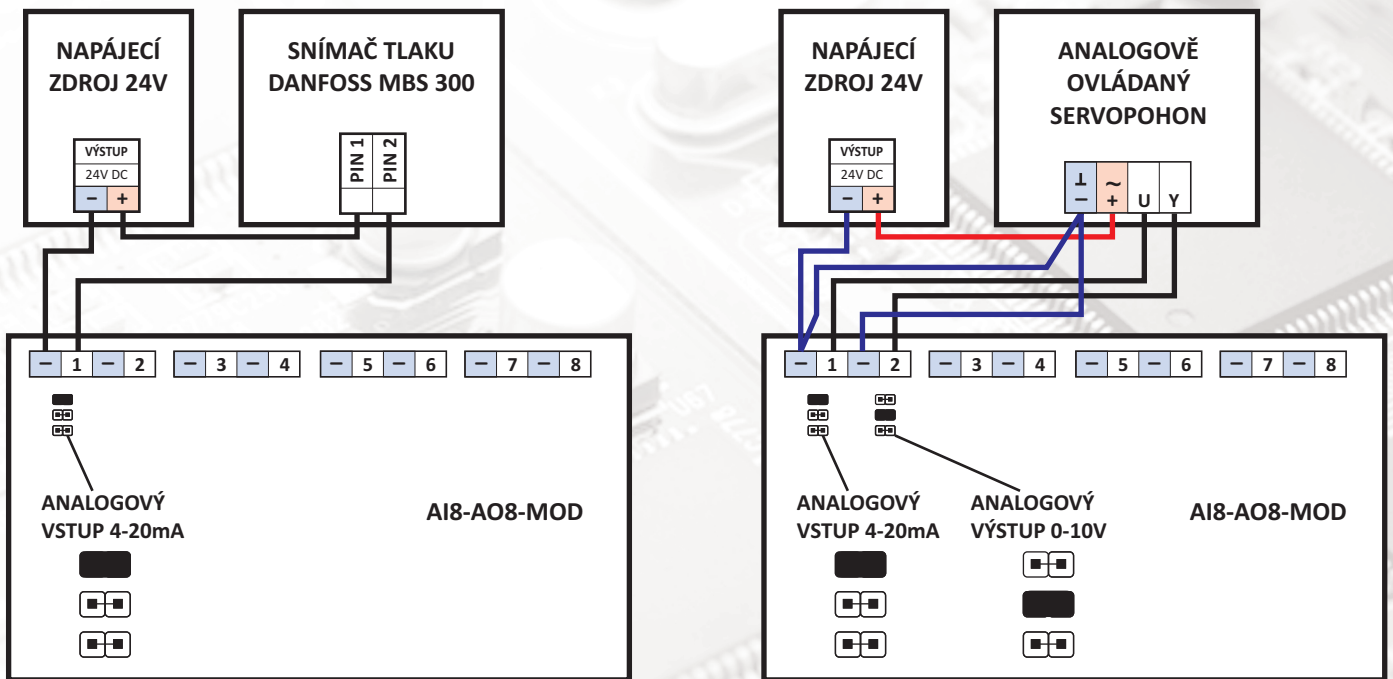 NAPÁJECÍ
ZDROJ 24V
VÝSTUP
24V DC
− +
SNÍMAČ TLAKU
DANFOSS MBS 300
PIN 1
PIN 2
− 1 − 2 − 3 − 4 − 5 − 6 − 7 − 8
ANALOGOVÝ
VSTUP 4-20mA
AI8-AO8-MOD
NAPÁJECÍ
ZDROJ 24V
VÝSTUP
24V DC
− +
ANALOGOVĚ
OVLÁDANÝ
SERVOPOHON
⊥ ~
− + U Y
− 1 − 2 − 3 − 4 − 5 − 6 − 7 − 8
ANALOGOVÝ
VSTUP 4-20mA
ANALOGOVÝ
VÝSTUP 0-10V
AI8-AO8-MOD